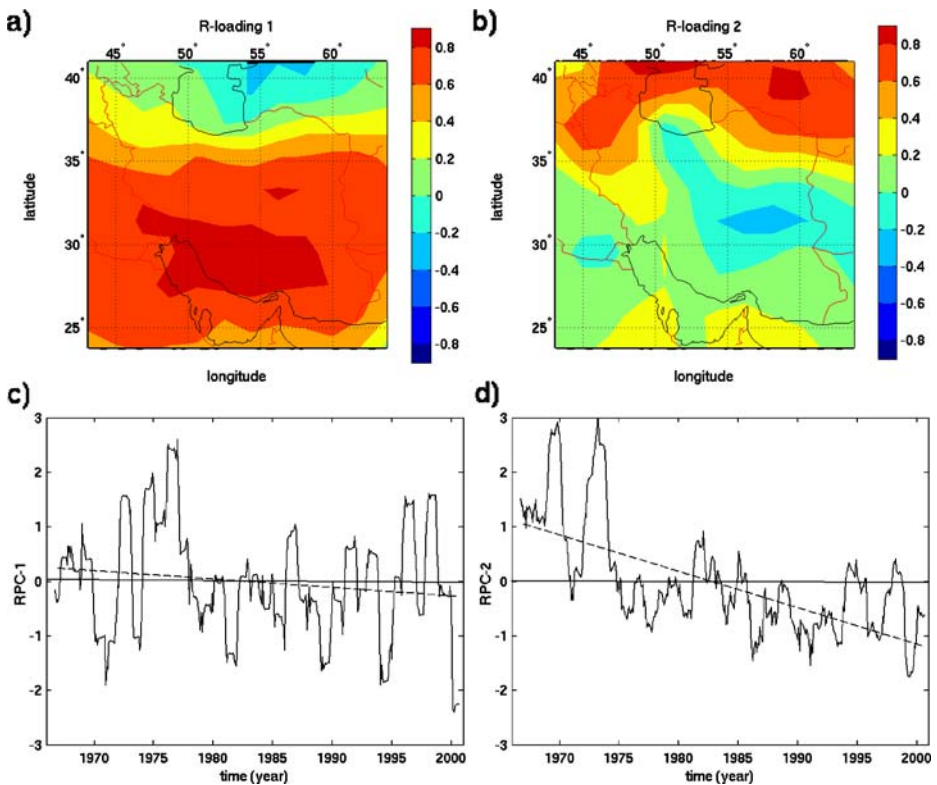 a)
R-loading 1
45° 50° 55° 60°
40°
35°
30°
25°
latitude
longitude
0.8
0.6
0.4
0.2
0
-0.2
-0.4
-0.6
-0.8
b)
R-loading 2
45° 50° 55° 60°
40°
35°
30°
25°
latitude
longitude
0.8
0.6
0.4
0.2
0
-0.2
-0.4
-0.6
-0.8
c)
3
2
1
0
-1
-2
-3
RPC-1
1970 1975 1980 1985 1990 1995 2000
time (year)
d)
3
2
1
0
-1
-2
-3
RPC-2
1970 1975 1980 1985 1990 1995 2000
time (year)